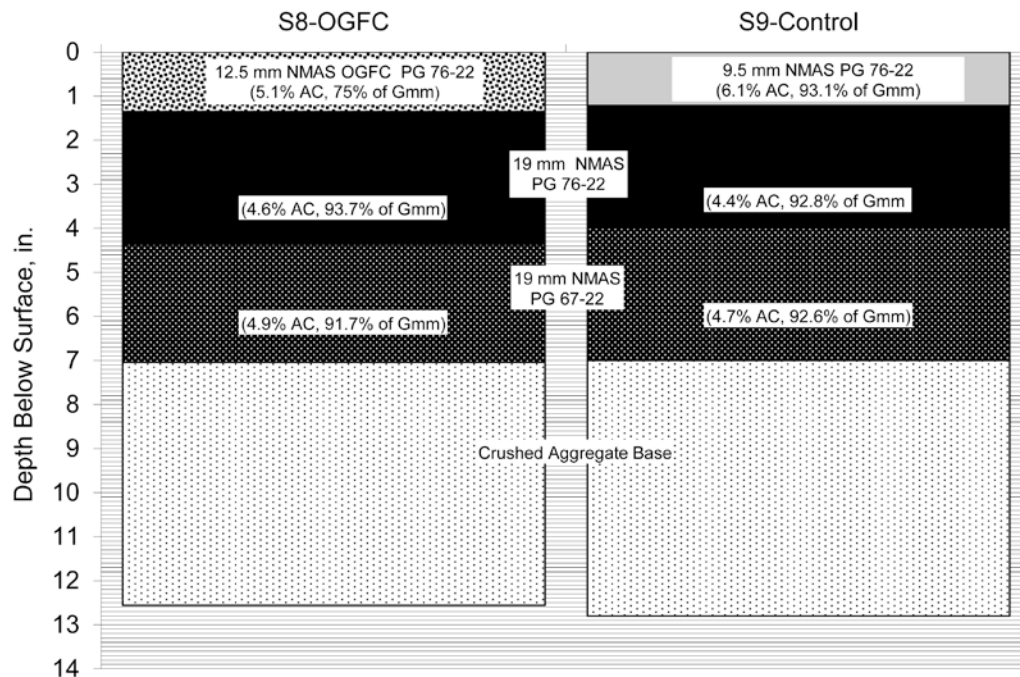 S8-OGFC
S9-Control
Depth Below Surface, in.
0
1
2
3
4
5
6
7
8
9
10
11
12
13
14
12.5 mm NMAS OGFC PG 76-22
(5.1% AC, 75% of Gmm)
9.5 mm NMAS PG 76-22
(6.1% AC, 93.1% of Gmm)
19 mm NMAS
PG 76-22
(4.6% AC, 93.7% of Gmm)
(4.4% AC, 92.8% of Gmm
19 mm NMAS
PG 67-22
(4.9% AC, 91.7% of Gmm)
(4.7% AC, 92.6% of Gmm)
Crushed Aggregate Base